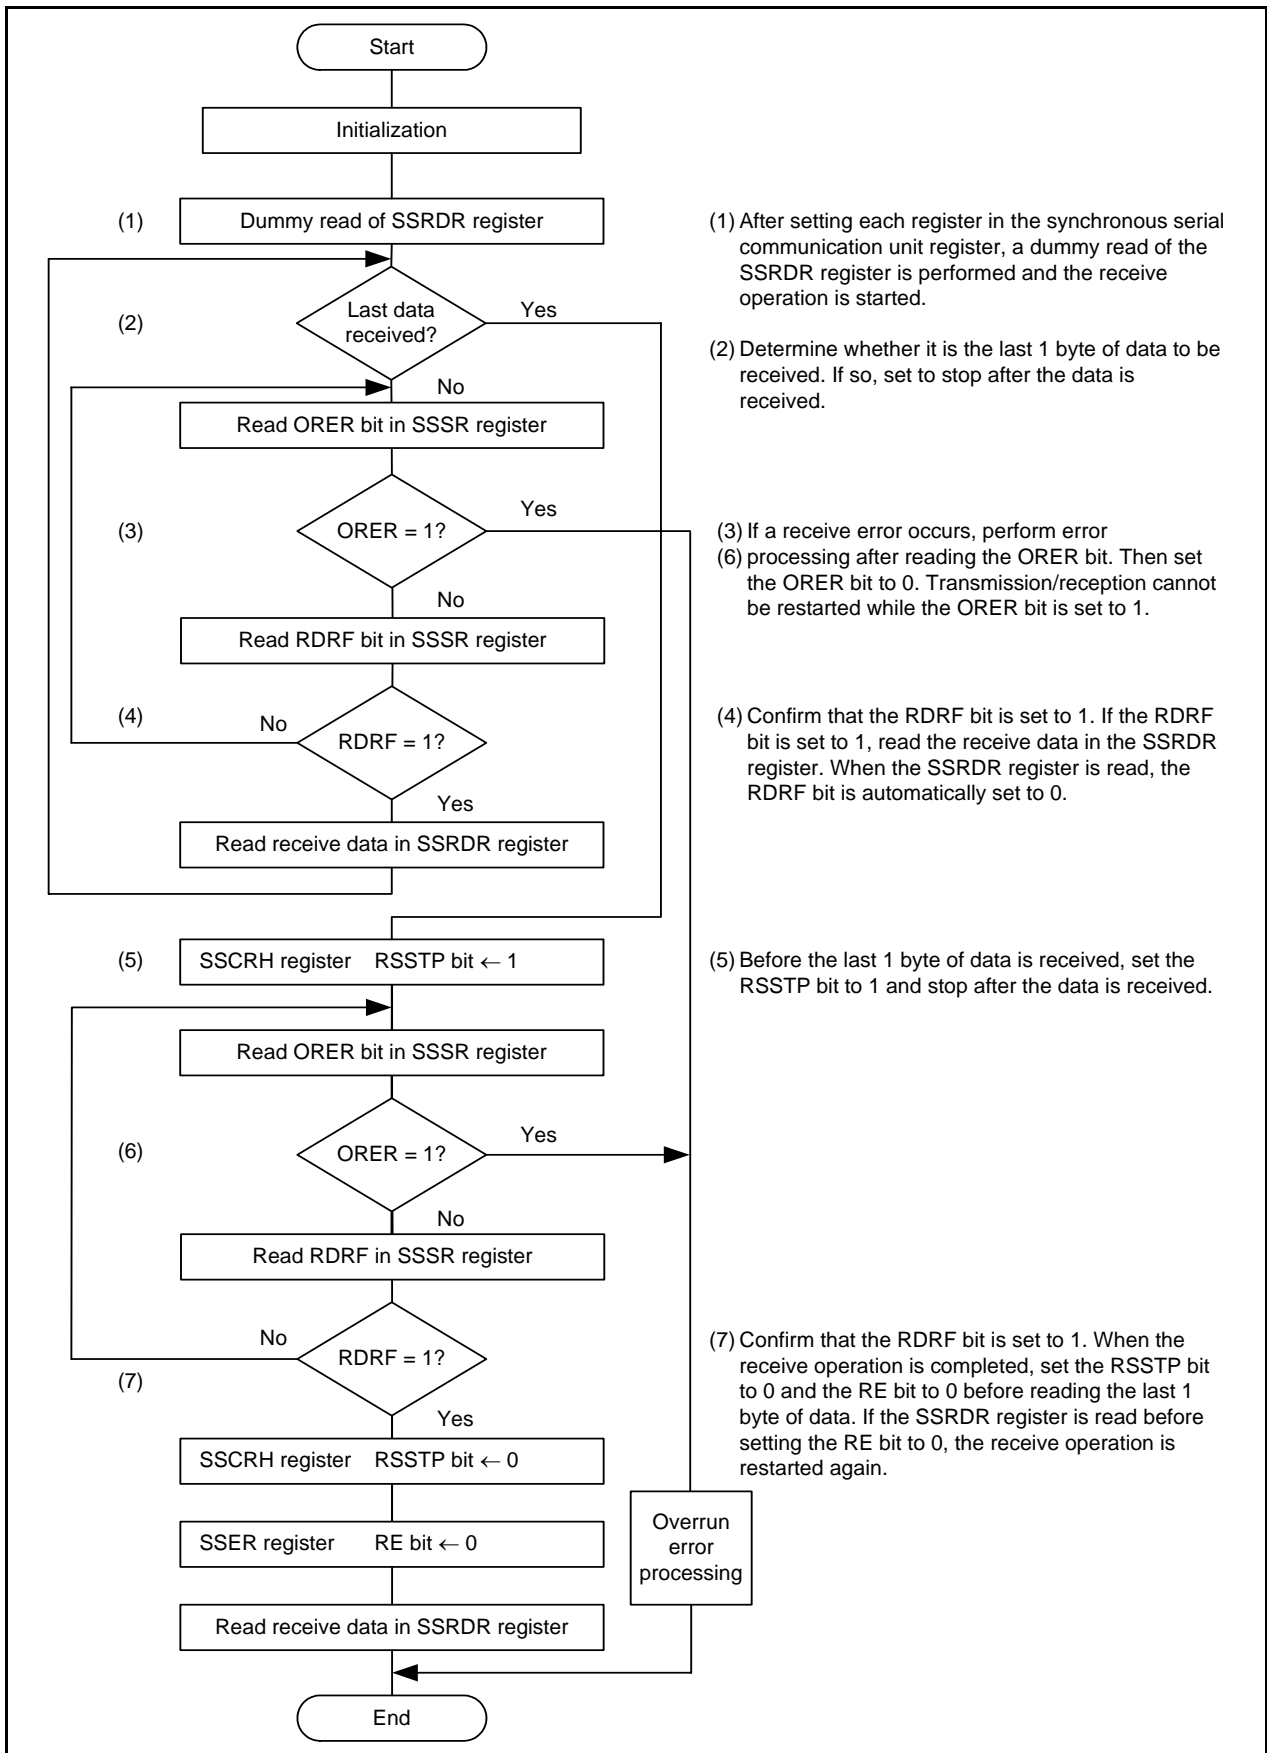 Start
Initialization
(1)
Dummy read of SSRDR register
(2)
Last data
received?
Yes
No
Read ORER bit in SSSR register
(3)
ORER = 1?
Yes
No
Read RDRF bit in SSSR register
(4)
No
RDRF = 1?
Yes
Read receive data in SSRDR register
(5)
SSCRH register RSSTP bit ← 1
Read ORER bit in SSSR register
(6)
ORER = 1?
Yes
No
Read RDRF in SSSR register
No
RDRF = 1?
(7)
Yes
SSCRH register RSSTP bit ← 0
SSER register RE bit ← 0
Overrun
error
processing
Read receive data in SSRDR register
End
(1) After setting each register in the synchronous serial
communication unit register, a dummy read of the
SSRDR register is performed and the receive
operation is started.
(2) Determine whether it is the last 1 byte of data to be
received. If so, set to stop after the data is
received.
(3) If a receive error occurs, perform error
(6) processing after reading the ORER bit. Then set
the ORER bit to 0. Transmission/reception cannot
be restarted while the ORER bit is set to 1.
(4) Confirm that the RDRF bit is set to 1. If the RDRF
bit is set to 1, read the receive data in the SSRDR
register. When the SSRDR register is read, the
RDRF bit is automatically set to 0.
(5) Before the last 1 byte of data is received, set the
RSSTP bit to 1 and stop after the data is received.
(7) Confirm that the RDRF bit is set to 1. When the
receive operation is completed, set the RSSTP bit
to 0 and the RE bit to 0 before reading the last 1
byte of data. If the SSRDR register is read before
setting the RE bit to 0, the receive operation is
restarted again.